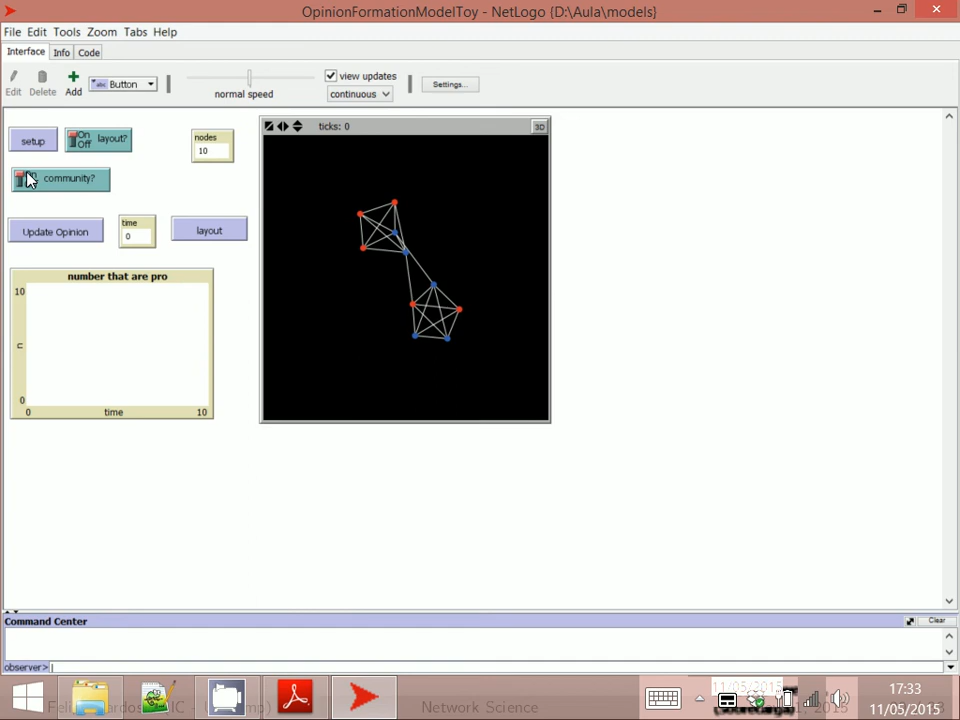 OpinionFormationModelToy - NetLogo {D:\Aula\models}
File Edit Tools Zoom Tabs Help
Interface Info Code
Edit Delete Add Button normal speed view updates continuous Settings...
ticks: 0 3D
setup On Off layout? nodes 10
community?
Update Opinion time 0 layout
number that are pro
10
n
0
0 time 10
Command Center Clear
observer>
11/05/2015
17:33
Network Science
11/05/2015